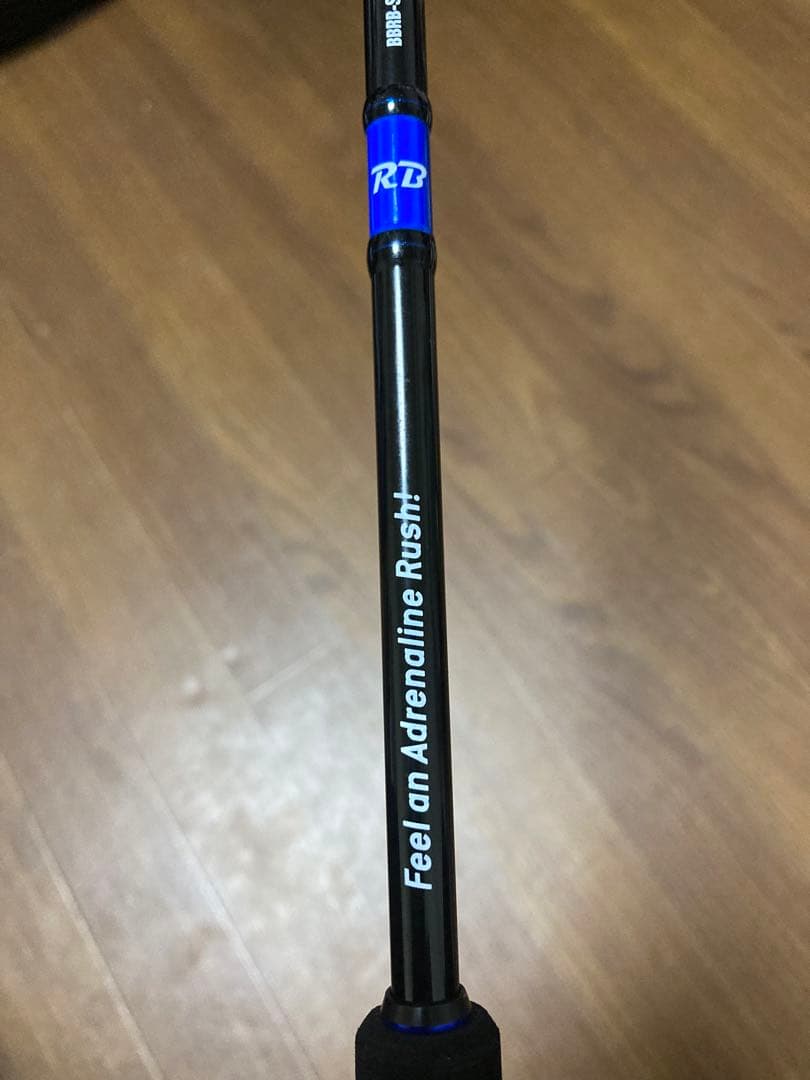 BBRB-S
RB
Feel an Adrenaline Rush!